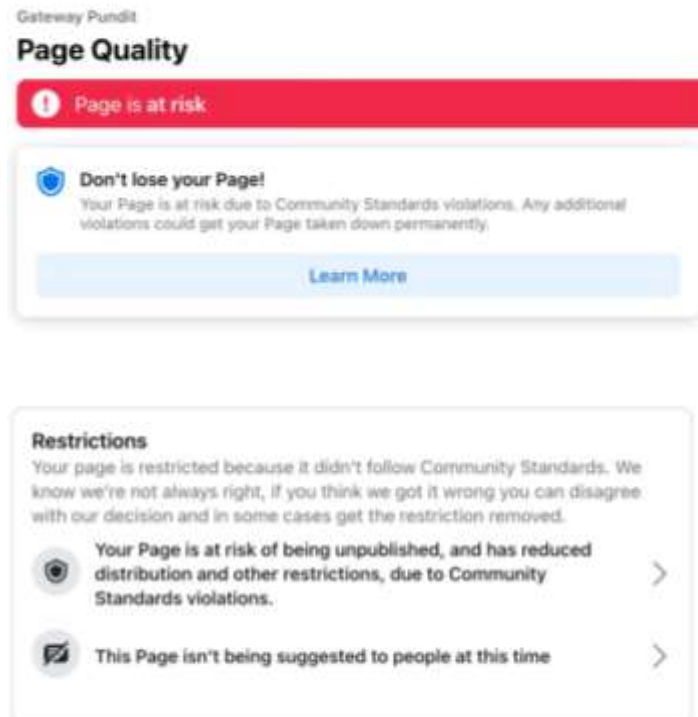 Gateway Pundit
Page Quality
Page is at risk
Don't lose your Page!
Your Page is at risk due to Community Standards violations. Any additional
violations could get your Page taken down permanently.
Learn More
Restrictions
Your page is restricted because it didn't follow Community Standards. We
know we're not always right, if you think we got it wrong you can disagree
with our decision and in some cases get the restriction removed.
Your Page is at risk of being unpublished, and has reduced
distribution and other restrictions, due to Community
Standards violations.
This Page isn't being suggested to people at this time